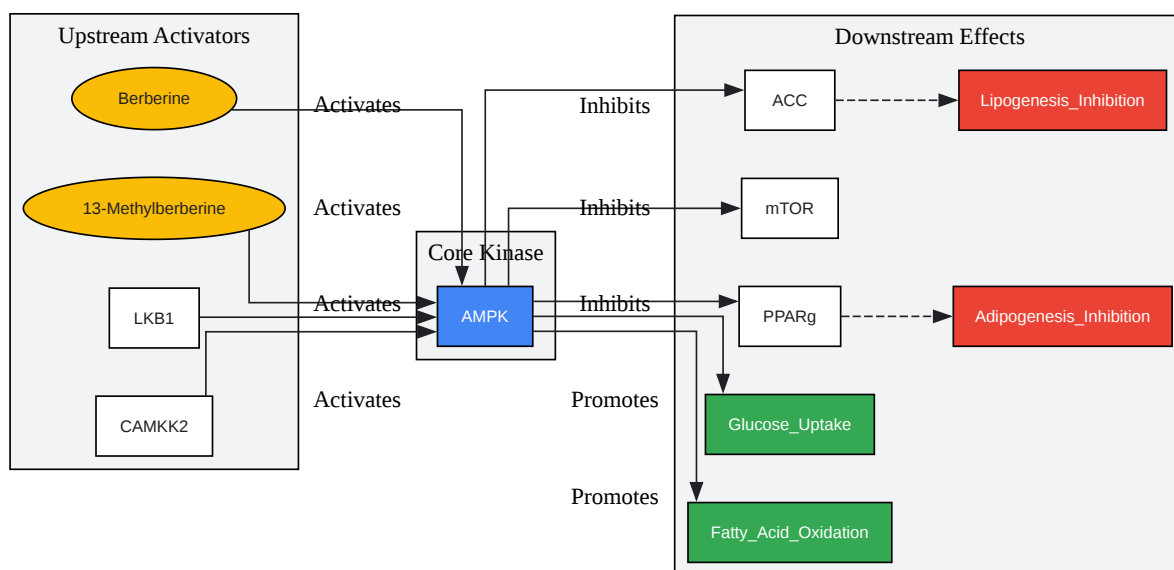 Upstream Activators
Downstream Effects
Berberine
Activates
Inhibits
ACC
Lipogenesis_Inhibition
13-Methylberberine
Activates
Inhibits
mTOR
Core Kinase
LKB1
Activates
AMPK
Inhibits
PPARg
Adipogenesis_Inhibition
CAMKK2
Activates
Promotes
Glucose_Uptake
Promotes
Fatty_Acid_Oxidation